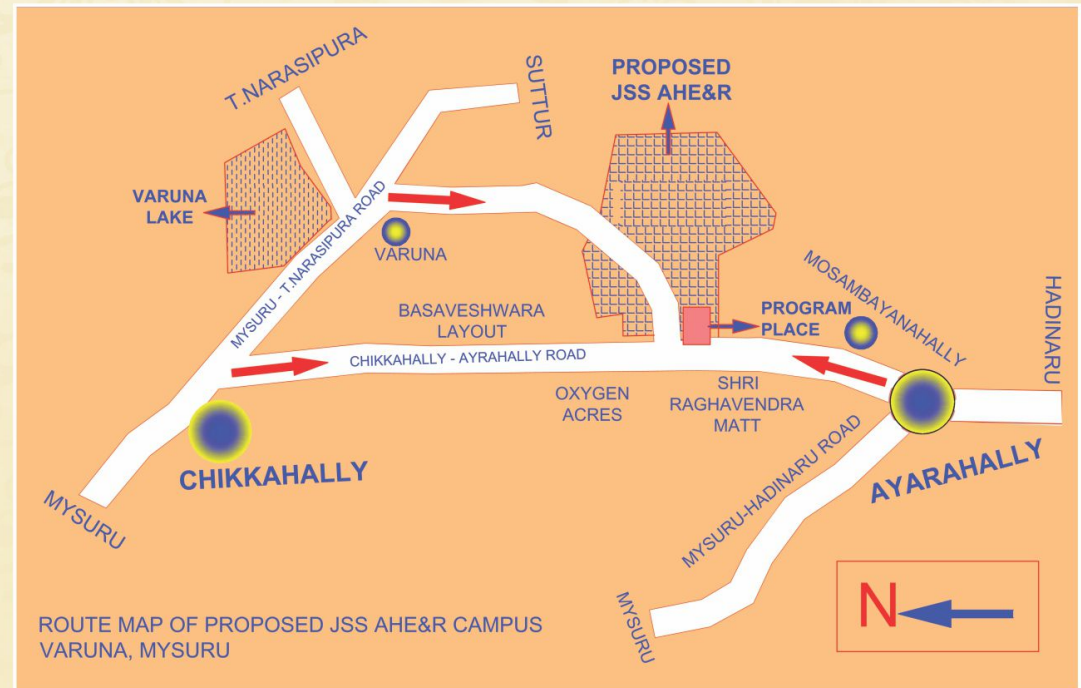 T.NARASIPURA
SUTTUR
PROPOSED
JSS AHE&R
VARUNA
LAKE
MYSURU - T.NARASIPURA ROAD
VARUNA
MOSAMBAYANAHALLY
HADINARU
BASAVESHWARA
LAYOUT
PROGRAM
PLACE
CHIKKAHALLY - AYRAHALLY ROAD
OXYGEN
ACRES
SHRI
RAGHAVENDRA
MATT
CHIKKAHALLY
MYSURU
AYARAHALLY
MYSURU-HADINARU ROAD
MYSURU
N
ROUTE MAP OF PROPOSED JSS AHE&R CAMPUS
VARUNA, MYSURU